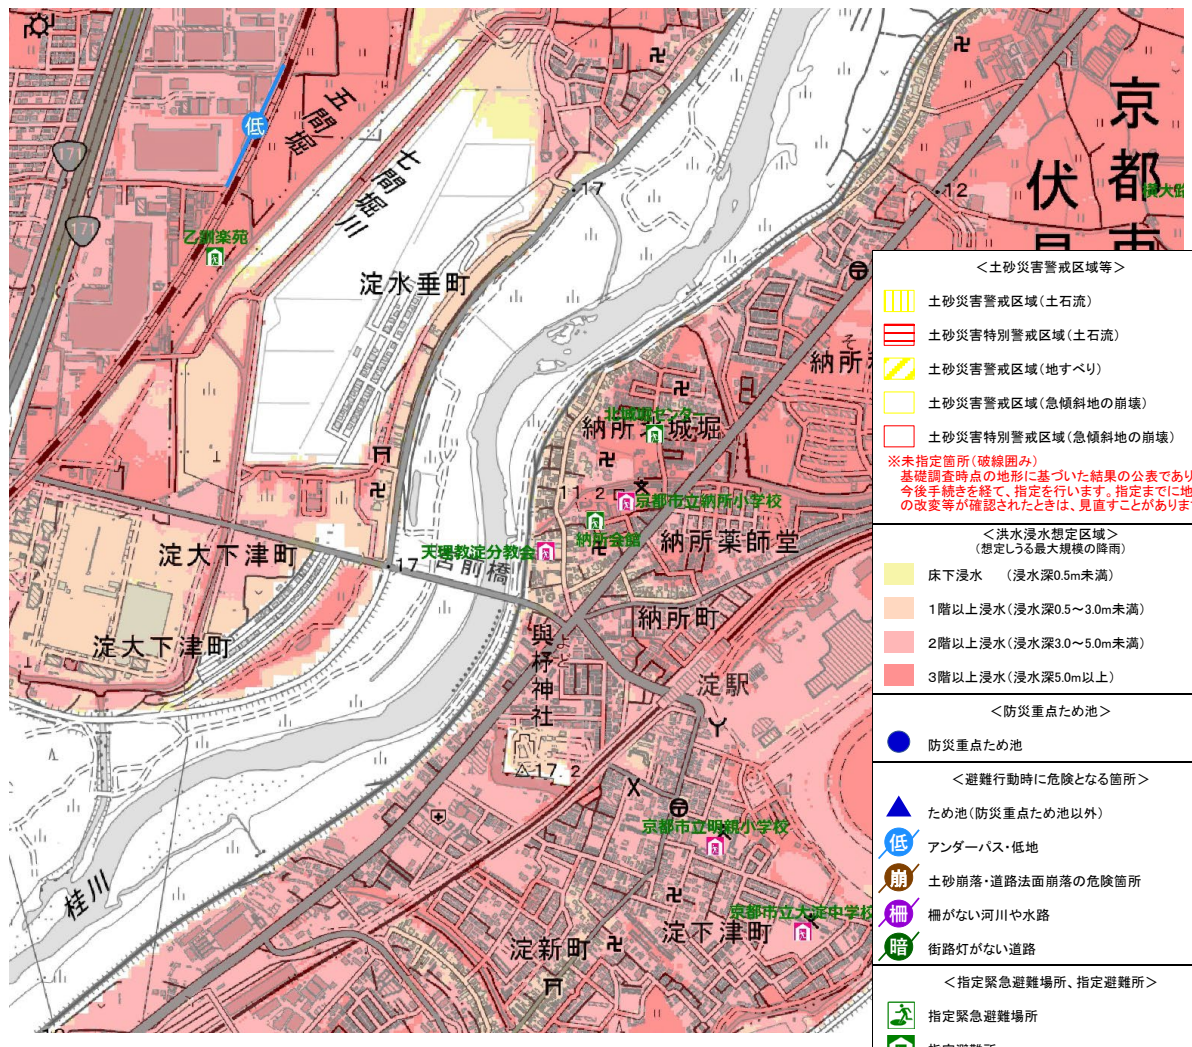 五間堀
七間堀川
京都市
伏見
171
171
低
乙訓楽苑
淀水垂町
17
12
納所
そ
北城堀センター
納所北城堀
11.2
京都市立納所小学校
納所会館
天理教淀分教会
納所薬師堂
淀大下津町
17
宮前橋
納所町
淀大下津町
與杼神社
よど
淀駅
17.2
京都市立明親小学校
桂川
京都市立大淀中学校
淀下津町
淀新町
＜土砂災害警戒区域等＞
土砂災害警戒区域（土石流）
土砂災害特別警戒区域（土石流）
土砂災害警戒区域（地すべり）
土砂災害警戒区域（急傾斜地の崩壊）
土砂災害特別警戒区域（急傾斜地の崩壊）
※未指定箇所（破線囲み）
基礎調査時点の地形に基づいた結果の公表であり
今後手続きを経て、指定を行います。指定までに地
の改変等が確認されたときは、見直すことがありま
＜洪水浸水想定区域＞
（想定しうる最大規模の降雨）
床下浸水　（浸水深0.5m未満）
１階以上浸水（浸水深0.5～3.0m未満）
２階以上浸水（浸水深3.0～5.0m未満）
３階以上浸水（浸水深5.0m以上）
＜防災重点ため池＞
防災重点ため池
＜避難行動時に危険となる箇所＞
ため池（防災重点ため池以外）
低 アンダーパス・低地
崩 土砂崩落・道路法面崩落の危険箇所
柵 柵がない河川や水路
暗 街路灯がない道路
＜指定緊急避難場所、指定避難所＞
指定緊急避難場所
指定避難所